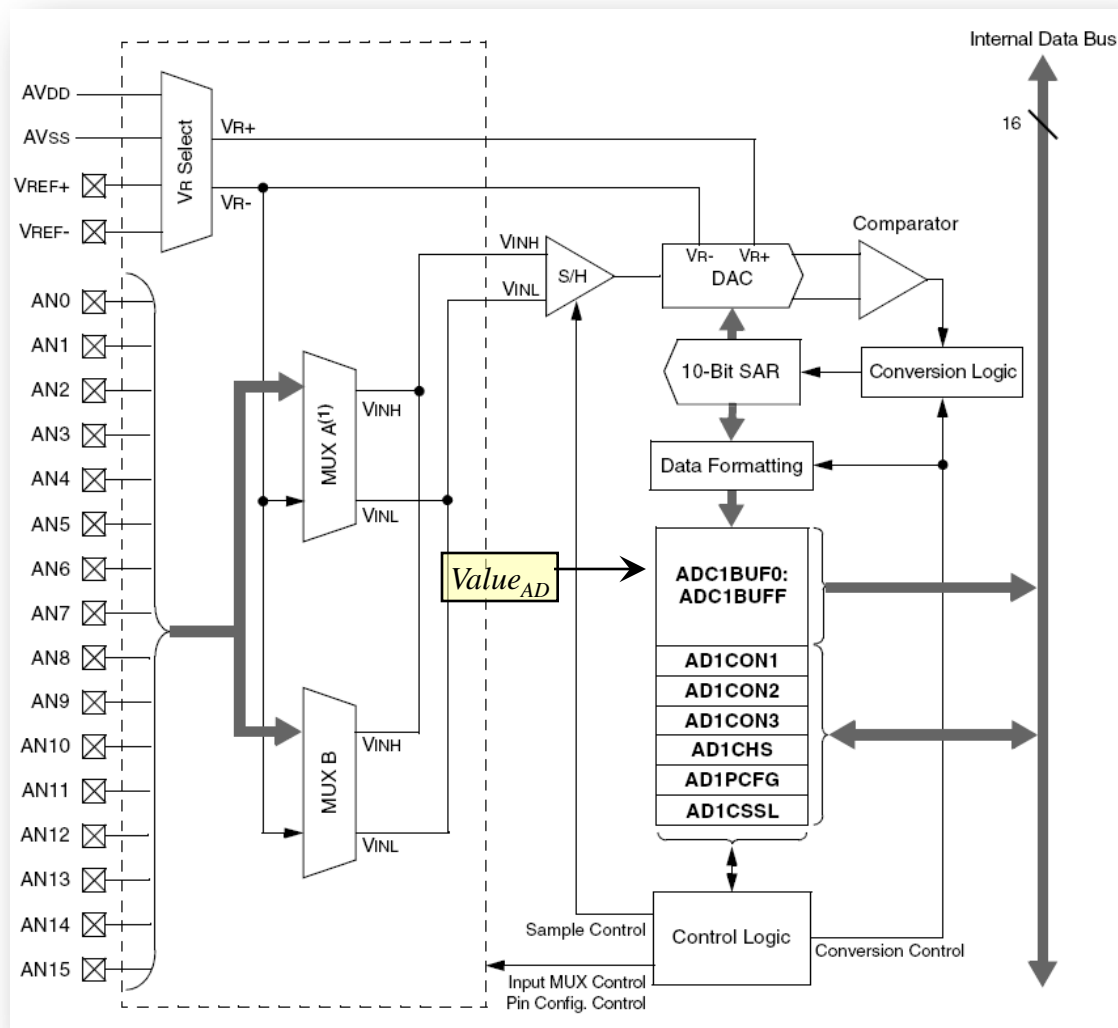 Internal Data Bus
16
AVDD
AVSS
VREF+
VREF-
VR Select
VR+
VR-
AN0
AN1
AN2
AN3
AN4
AN5
AN6
AN7
AN8
AN9
AN10
AN11
AN12
AN13
AN14
AN15
MUX A(1)
VINH
VINL
MUX B
VINH
VINL
VINH
VINL
S/H
VR- VR+
DAC
Comparator
10-Bit SAR
Conversion Logic
Data Formatting
ValueAD
ADC1BUF0:
ADC1BUFF
AD1CON1
AD1CON2
AD1CON3
AD1CHS
AD1PCFG
AD1CSSL
Sample Control
Control Logic
Conversion Control
Input MUX Control
Pin Config. Control